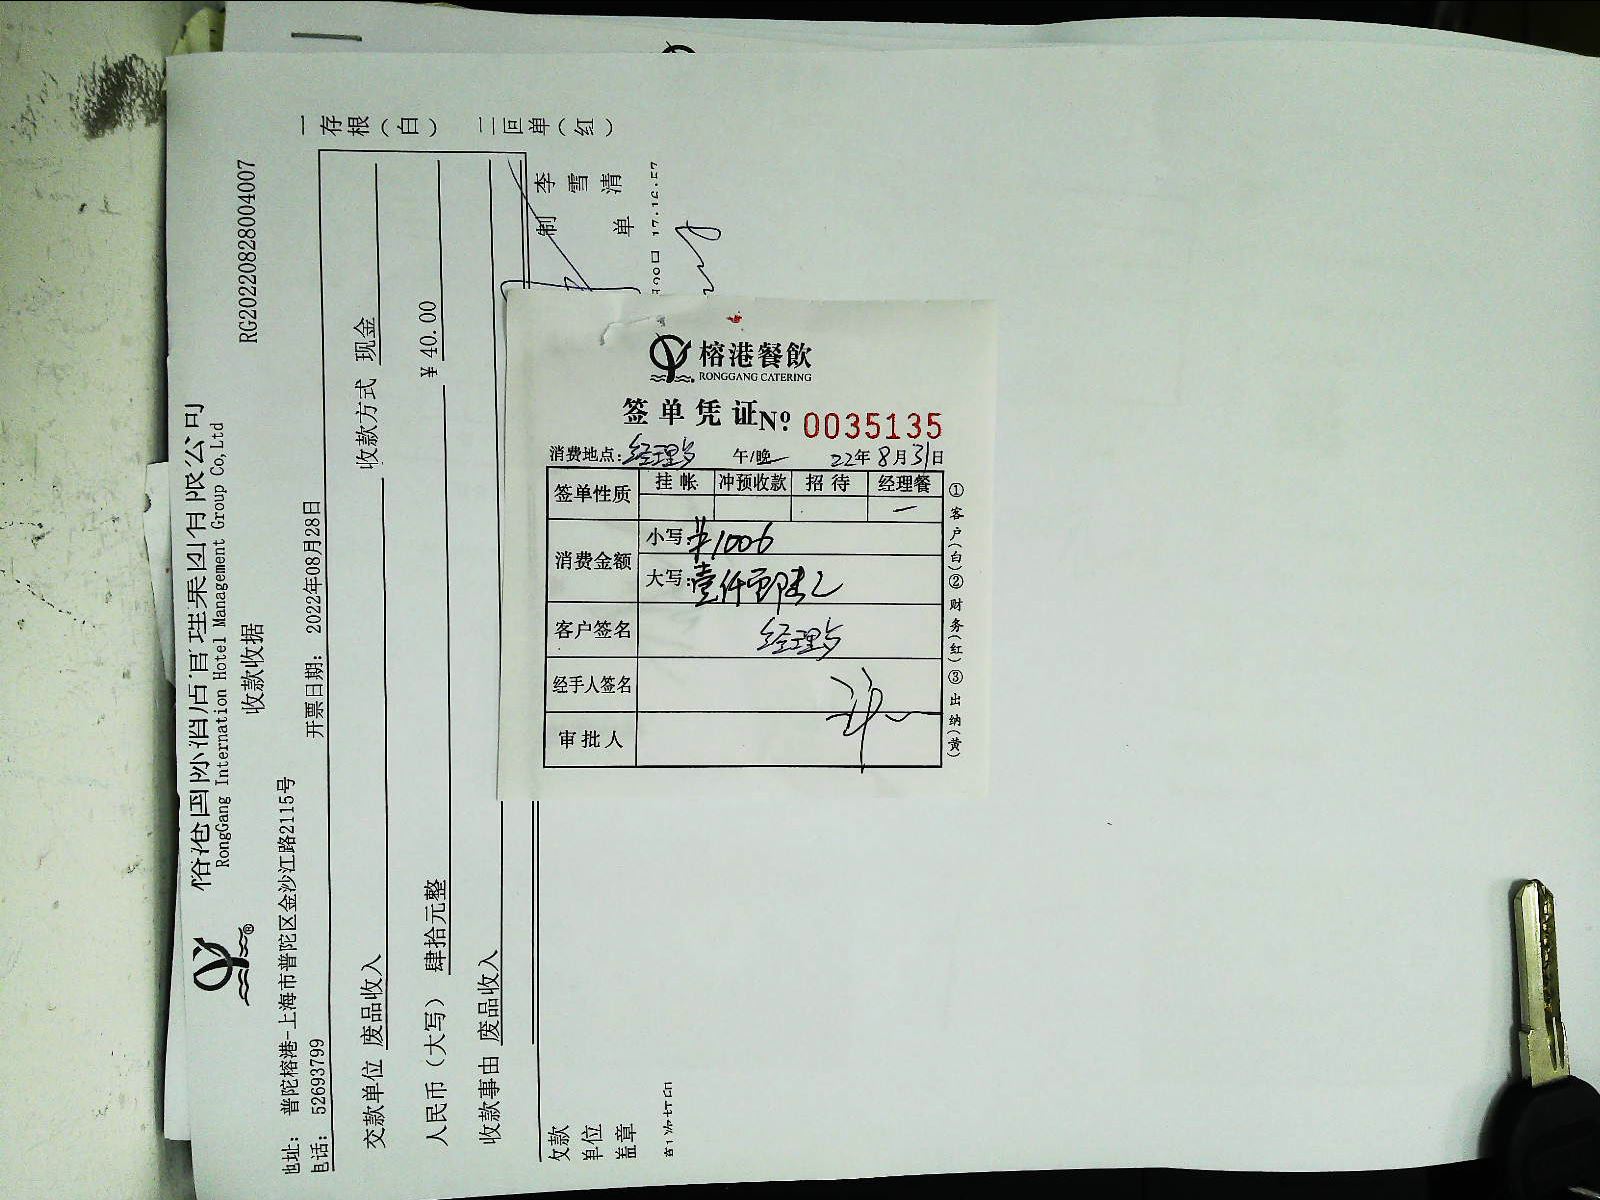 榕港餐飲
RONGGANG CATERING
签单凭证 Nº 0035135
消费地点: 经理 午/晚 22年8月31日
签单性质 挂帐 冲预收款 招待 经理餐
消费金额 小写: ¥1006
大写: 壹仟零陆
客户签名 经理
经手人签名
审批人
①客户(白)②财务(红)③出纳(黄)
榕港国际酒店管理集团有限公司
RongGang Internation Hotel Management Group Co,Ltd
收款收据
RG20220828004007
地址: 普陀榕港-上海市普陀区金沙江路2115号
电话: 52693799 开票日期: 2022年08月28日
交款单位 废品收入 收款方式 现金
人民币(大写) 肆拾元整 ¥ 40.00
收款事由 废品收入
一存根(白) 二回单(红)
单位盖章
制单 李雪清
17:16:57